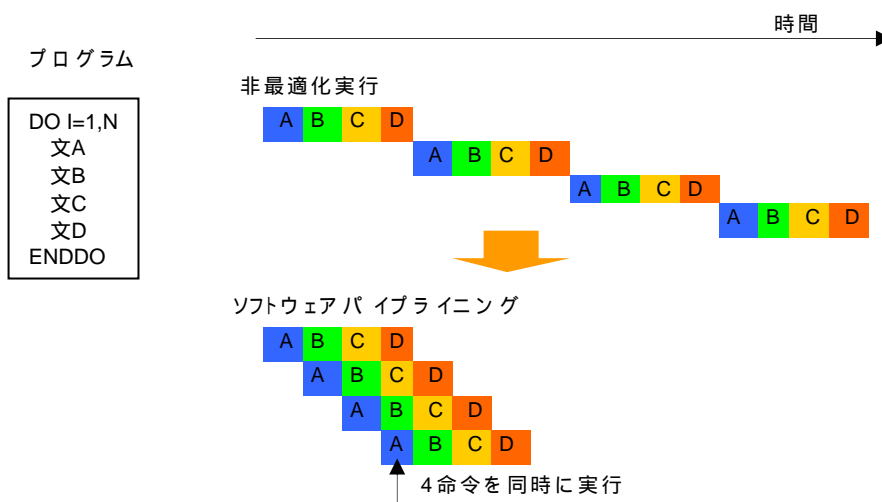 時間
プログラム
DO I=1,N
文A
文B
文C
文D
ENDDO
非最適化実行
A B C D
A B C D
A B C D
A B C D
ソフトウェアパイプライニング
A B C D
A B C D
A B C D
A B C D
4命令を同時に実行